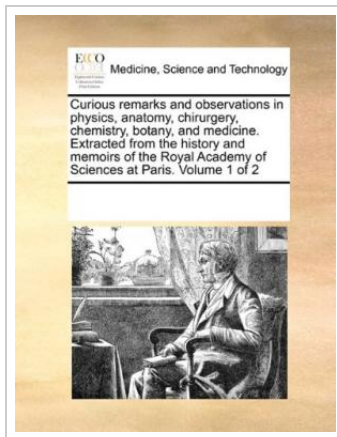 ECCO
Medicine, Science and Technology
Curious remarks and observations in
physics, anatomy, chirurgery,
chemistry, botany, and medicine.
Extracted from the history and
memoirs of the Royal Academy of
Sciences at Paris. Volume 1 of 2